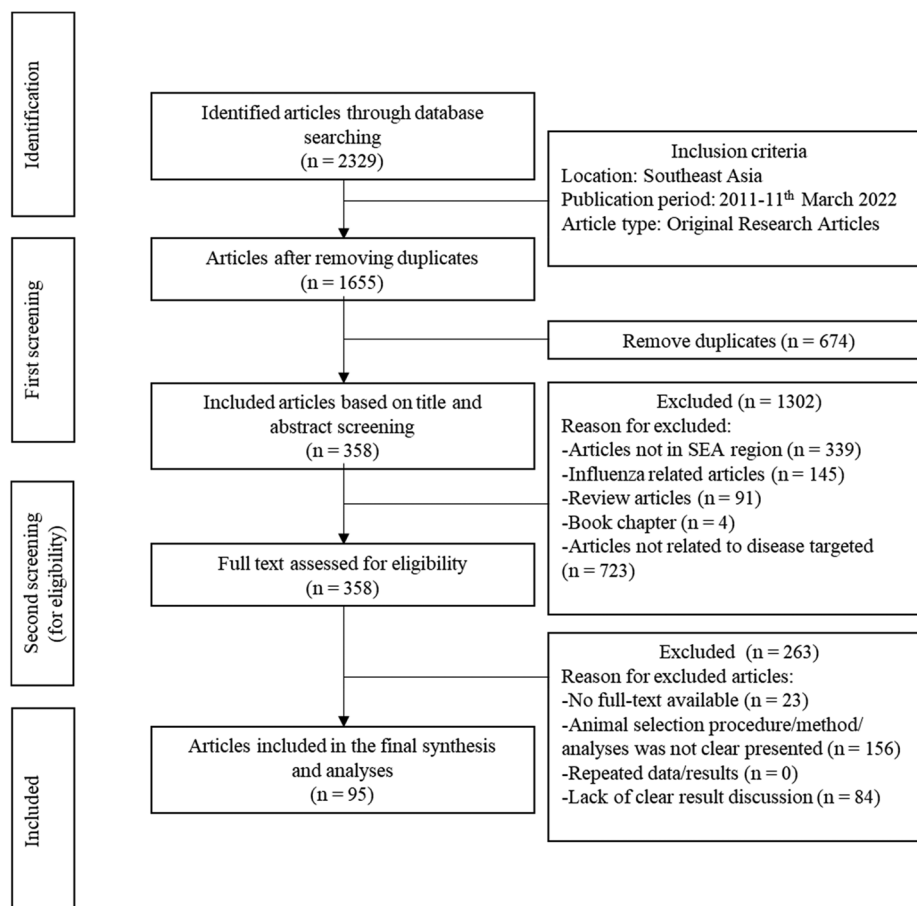 Identification
Identified articles through database
searching
(n = 2329)
Inclusion criteria
Location: Southeast Asia
Publication period: 2011-11th March 2022
Article type: Original Research Articles
First screening
Articles after removing duplicates
(n = 1655)
Remove duplicates (n = 674)
Included articles based on title and
abstract screening
(n = 358)
Excluded (n = 1302)
Reason for excluded:
-Articles not in SEA region (n = 339)
-Influenza related articles (n = 145)
-Review articles (n = 91)
-Book chapter (n = 4)
-Articles not related to disease targeted
(n = 723)
Second screening
(for eligibility)
Full text assessed for eligibility
(n = 358)
Excluded (n = 263)
Reason for excluded articles:
-No full-text available (n = 23)
-Animal selection procedure/method/
analyses was not clear presented (n = 156)
-Repeated data/results (n = 0)
-Lack of clear result discussion (n = 84)
Included
Articles included in the final synthesis
and analyses
(n = 95)